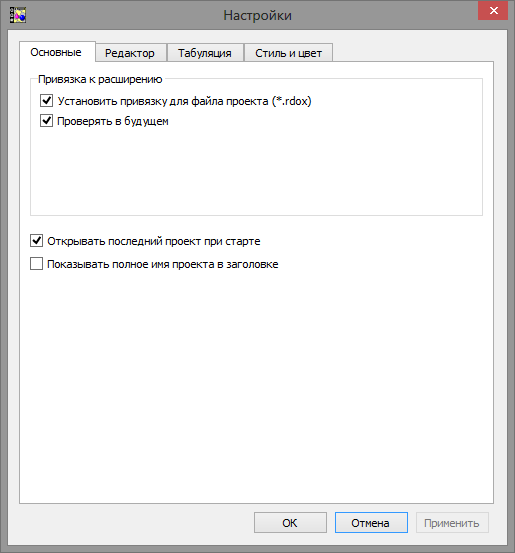 Настройки
Основные Редактор Табуляция Стиль и цвет
Привязка к расширению
Установить привязку для файла проекта (*.rdox)
Проверять в будущем
Открывать последний проект при старте
Показывать полное имя проекта в заголовке
OK Отмена Применить